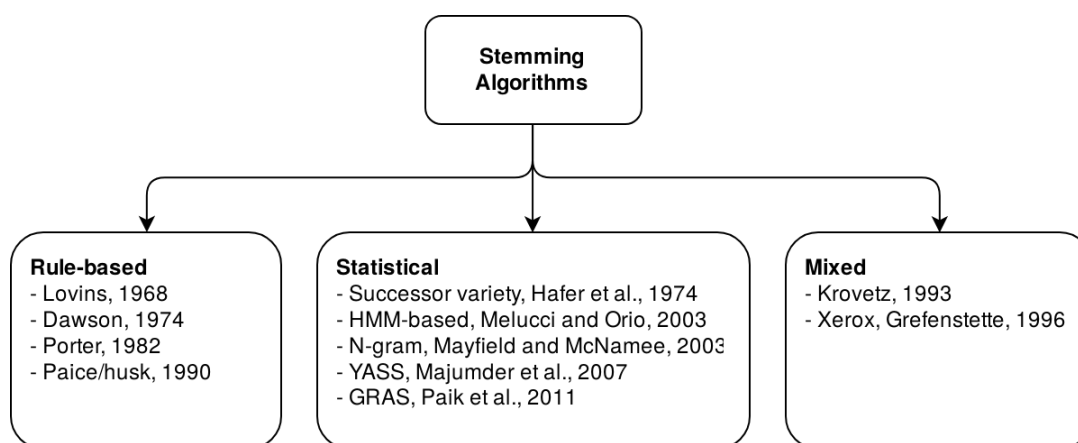 Stemming
Algorithms
Rule-based
- Lovins, 1968
- Dawson, 1974
- Porter, 1982
- Paice/husk, 1990
Statistical
- Successor variety, Hafer et al., 1974
- HMM-based, Melucci and Orio, 2003
- N-gram, Mayfield and McNamee, 2003
- YASS, Majumder et al., 2007
- GRAS, Paik et al., 2011
Mixed
- Krovetz, 1993
- Xerox, Grefenstette, 1996